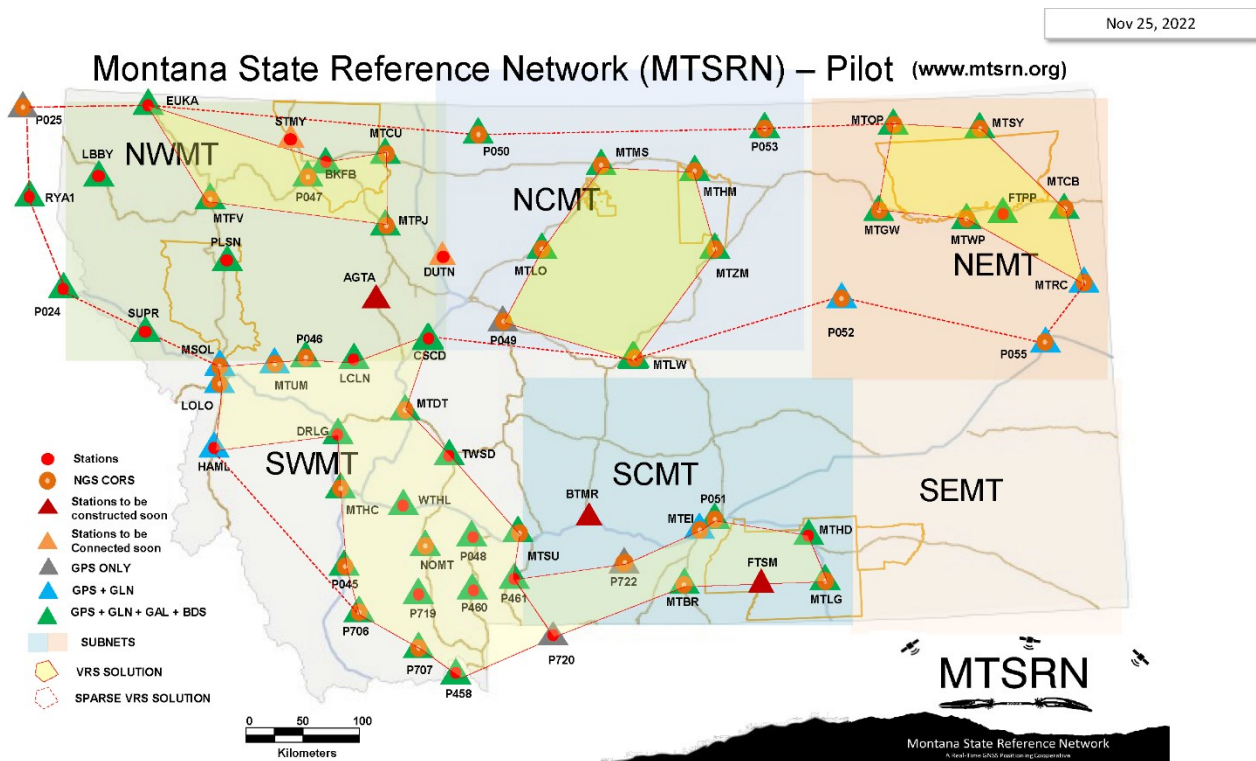 Nov 25, 2022
Montana State Reference Network (MTSRN) – Pilot (www.mtsrn.org)
EUKA
P025
STMY
MTCU
P050
P053
MTOP
MTSY
LBBY
NWMT
BKFB
P047
MTMS
MTHM
MTCB
RYA1
MTFV
MTPJ
NCMT
FTPP
MTGW
MTWP
PLSN
DUTN
MTLO
MTZM
NEMT
AGTA
MTRC
P024
SUPR
P049
P052
P055
MSOL
P046
CSCD
MTUM
LCLN
MTLW
LOLO
MTDT
DRLG
HAML
SWMT
TWSD
SCMT
SEMT
MTHC
WTHL
BTMR
P051
MTEL
MTHD
P048
MTSU
NOMT
P722
FTSM
P045
P719
P460
P461
MTBR
MTLG
P706
P707
P458
P720
Stations
NGS CORS
Stations to be
constructed soon
Stations to be
Connected soon
GPS ONLY
GPS + GLN
GPS + GLN + GAL + BDS
SUBNETS
VRS SOLUTION
SPARSE VRS SOLUTION
0 50 100
Kilometers
MTSRN
Montana State Reference Network
A Real-Time GNSS Positioning Cooperative